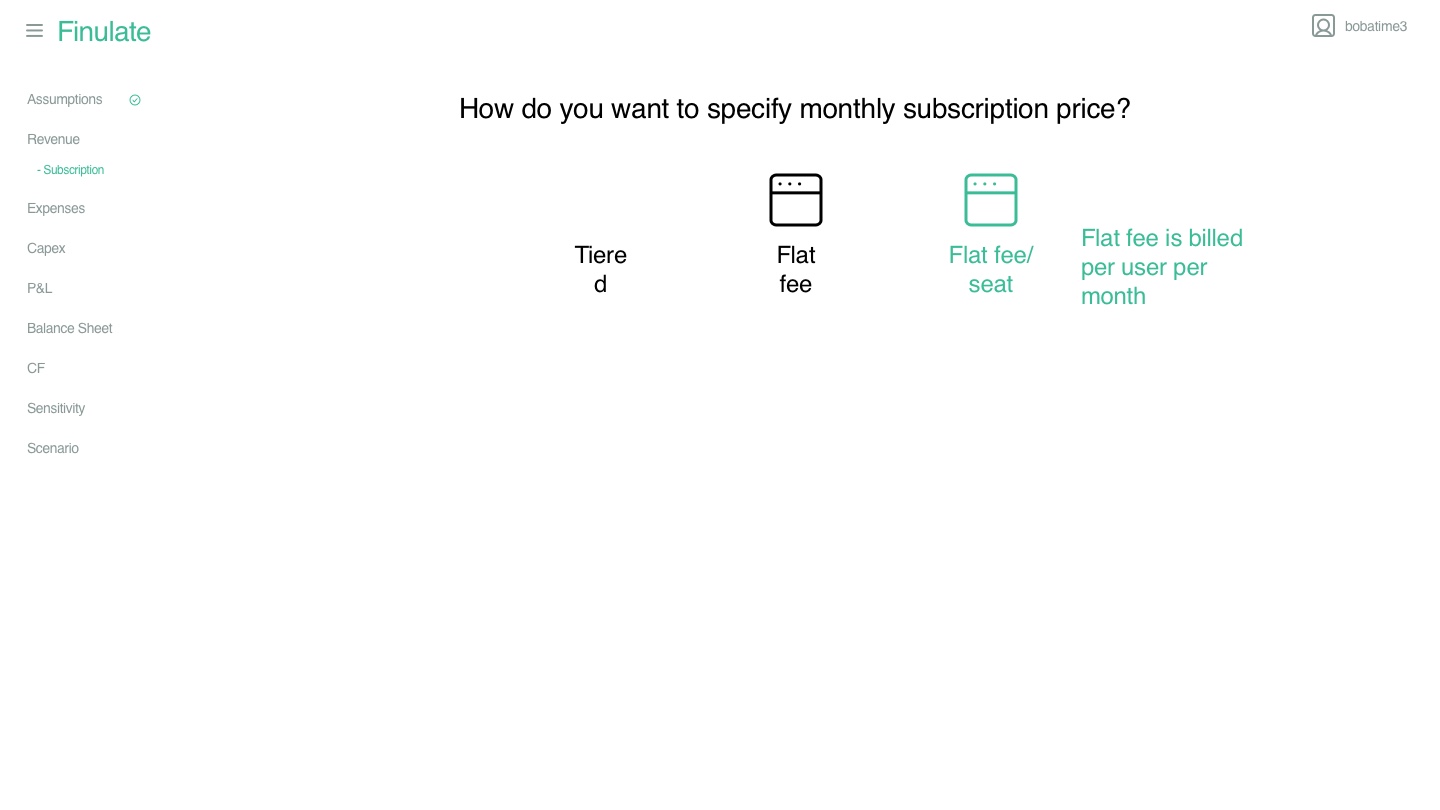 Finulate
bobatime3
Assumptions
Revenue
- Subscription
Expenses
Capex
P&L
Balance Sheet
CF
Sensitivity
Scenario
How do you want to specify monthly subscription price?
Tiere
d
Flat
fee
Flat fee/
seat
Flat fee is billed
per user per
month